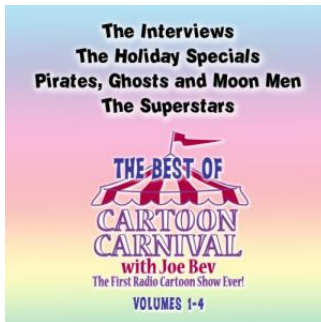 The Interviews
The Holiday Specials
Pirates, Ghosts and Moon Men
The Superstars
THE BEST OF
CARTOON
CARNIVAL
with Joe Bev
The First Radio Cartoon Show Ever!
VOLUMES 1-4